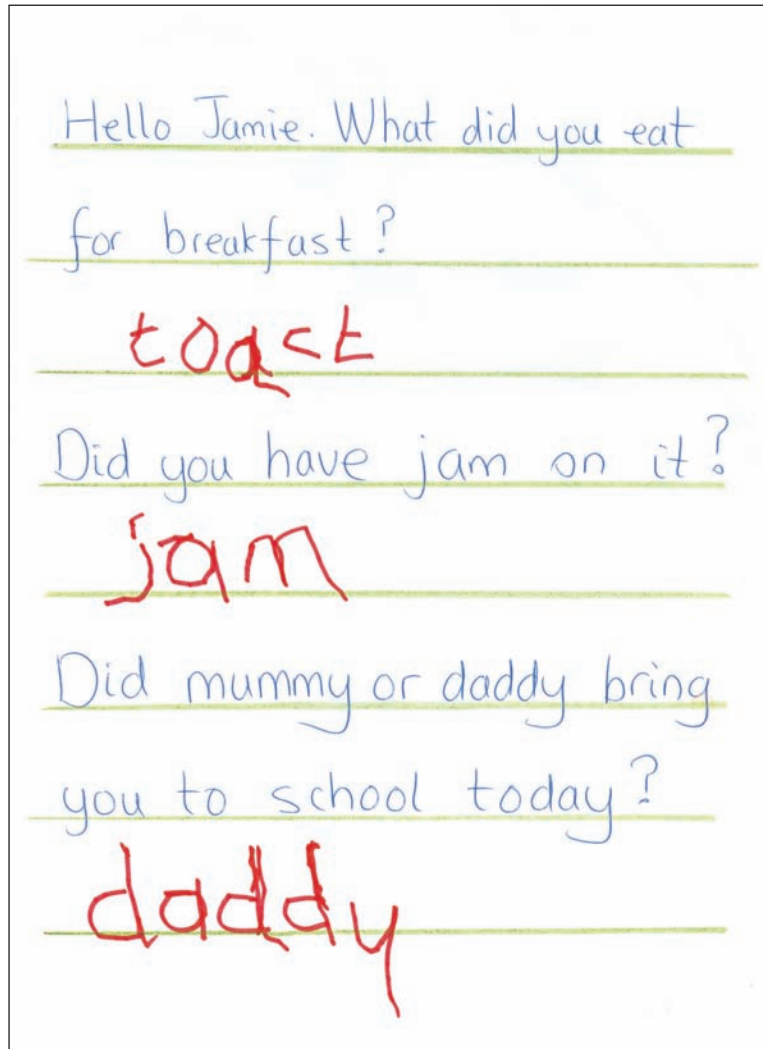 Hello Jamie. What did you eat
for breakfast?
toact
Did you have jam on it?
jam
Did mummy or daddy bring
you to school today?
daddy